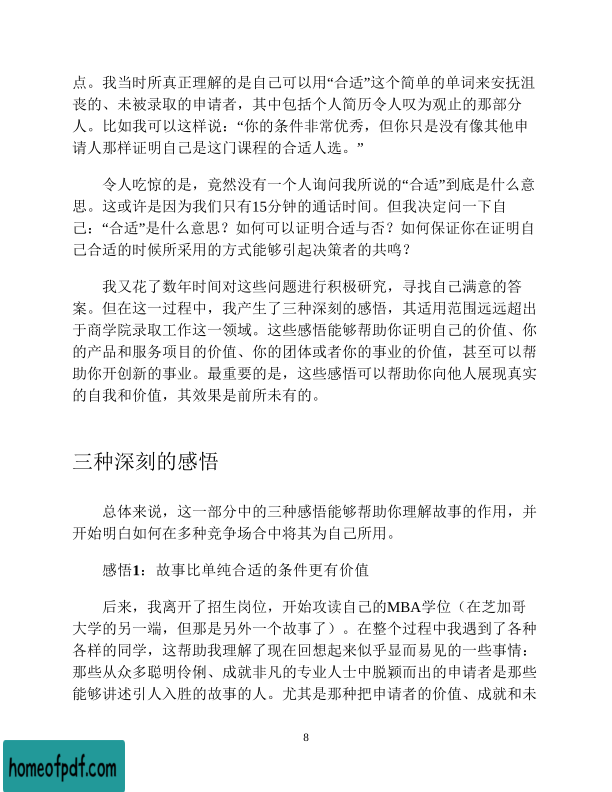 点。我当时所真正理解的是自己可以用“合适”这个简单的单词来安抚沮
丧的、未被录取的申请者，其中包括个人简历令人叹为观止的那部分
人。比如我可以这样说：“你的条件非常优秀，但你只是没有像其他申
请人那样证明自己是这门课程的合适人选。”
令人吃惊的是，竟然没有一个人询问我所说的“合适”到底是什么意
思。这或许是因为我们只有15分钟的通话时间。但我决定问一下自
己：“合适”是什么意思？如何可以证明合适与否？如何保证你在证明自
己合适的时候所采用的方式能够引起决策者的共鸣？
我又花了数年时间对这些问题进行积极研究，寻找自己满意的答
案。但在这一过程中，我产生了三种深刻的感悟，其适用范围远远超出
于商学院录取工作这一领域。这些感悟能够帮助你证明自己的价值、你
的产品和服务项目的价值、你的团体或者你的事业的价值，甚至可以帮
助你开创新的事业。最重要的是，这些感悟可以帮助你向他人展现真实
的自我和价值，其效果是前所未有的。
三种深刻的感悟
总体来说，这一部分中的三种感悟能够帮助你理解故事的作用，并
开始明白如何在多种竞争场合中将其为自己所用。
感悟1：故事比单纯合适的条件更有价值
后来，我离开了招生岗位，开始攻读自己的MBA学位（在芝加哥
大学的另一端，但那是另外一个故事了）。在整个过程中我遇到了各种
各样的同学，这帮助我理解了现在回想起来似乎显而易见的一些事情：
那些从众多聪明伶俐、成就非凡的专业人士中脱颖而出的申请者是那些
能够讲述引人入胜的故事的人。尤其是那种把申请者的价值、成就和未
8
homeofpdf.com